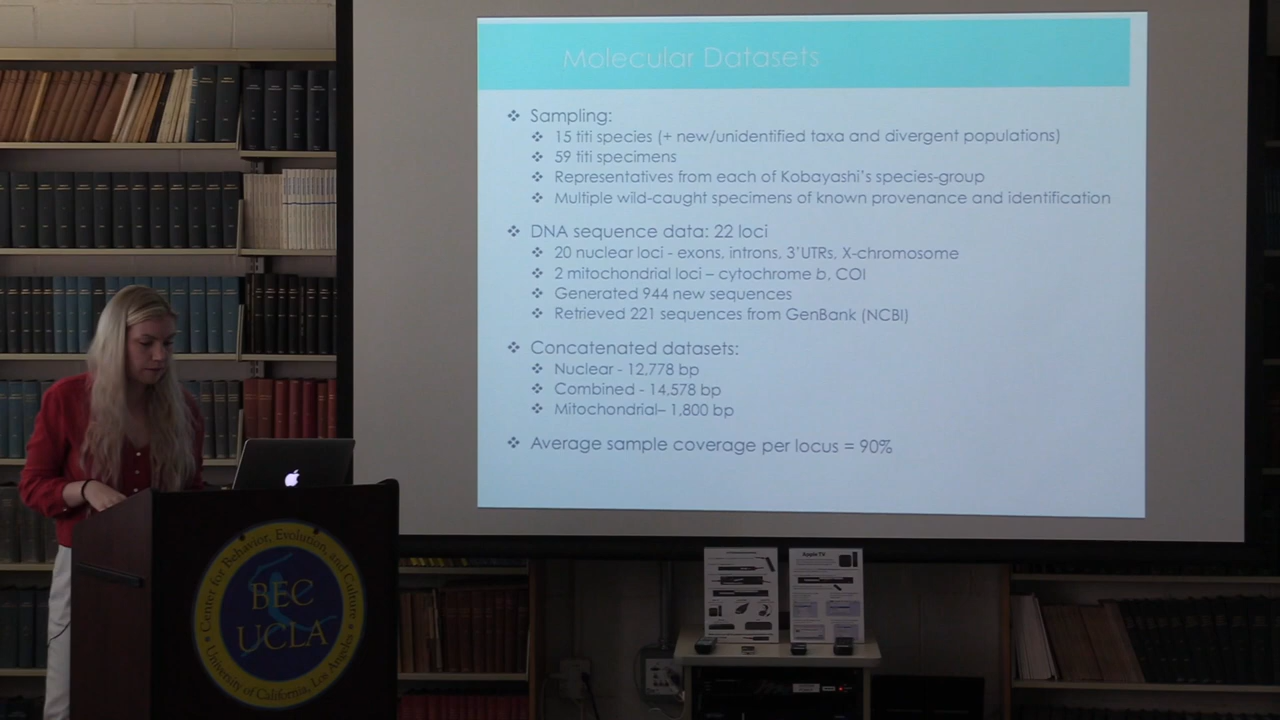 Molecular Datasets
❖ Sampling:
❖ 15 titi species (+ new/unidentified taxa and divergent populations)
❖ 59 titi specimens
❖ Representatives from each of Kobayashi's species-group
❖ Multiple wild-caught specimens of known provenance and identification
❖ DNA sequence data: 22 loci
❖ 20 nuclear loci - exons, introns, 3'UTRs, X-chromosome
❖ 2 mitochondrial loci – cytochrome b, COI
❖ Generated 944 new sequences
❖ Retrieved 221 sequences from GenBank (NCBI)
❖ Concatenated datasets:
❖ Nuclear - 12,778 bp
❖ Combined - 14,578 bp
❖ Mitochondrial– 1,800 bp
❖ Average sample coverage per locus = 90%
Center for Behavior, Evolution, and Culture
BEC
UCLA
University of California, Los Angeles
Apple TV